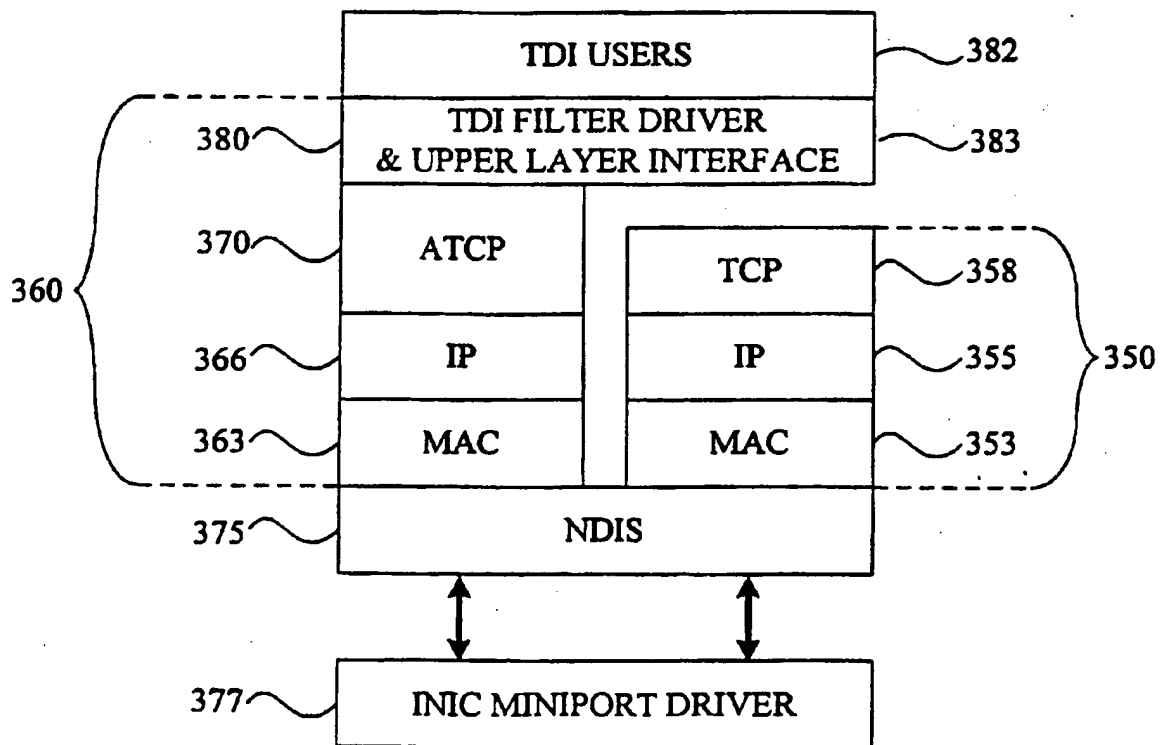 TDI USERS
382
380
TDI FILTER DRIVER
& UPPER LAYER INTERFACE
383
360
370
ATCP
TCP
358
366
IP
IP
355
350
363
MAC
MAC
353
375
NDIS
377
INIC MINIPORT DRIVER